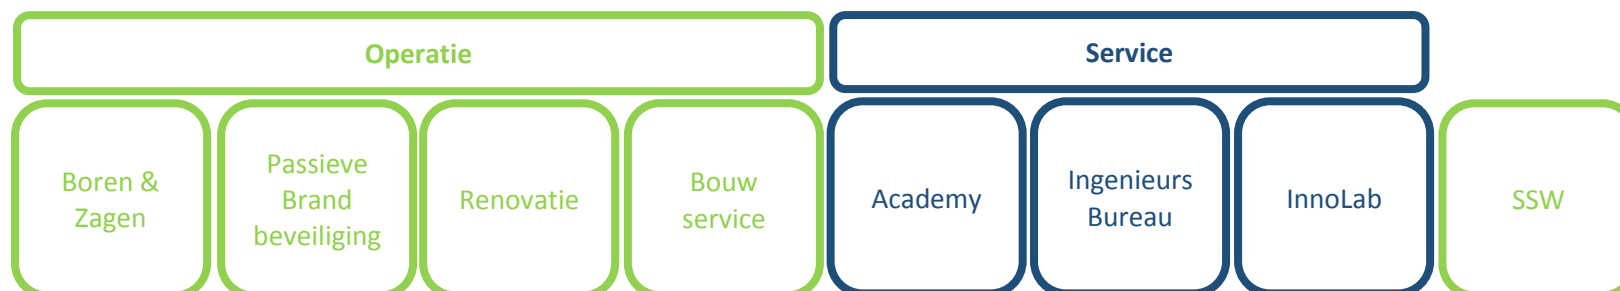 Operatie
Service
Boren &
Zagen
Passieve
Brand
beveiliging
Renovatie
Bouw
service
Academy
Ingenieurs
Bureau
InnoLab
SSW